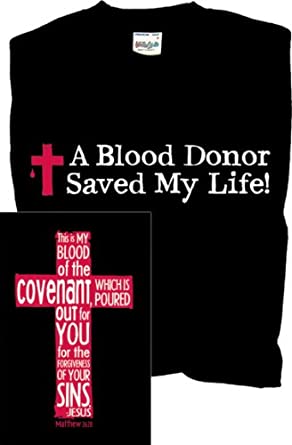 A Blood Donor
Saved My Life!
This is MY
BLOOD
of the
covenant,
WHICH IS
POURED
OUT for
YOU
for the
FORGIVENESS
OF YOUR
SINS
-JESUS
Matthew 26:28